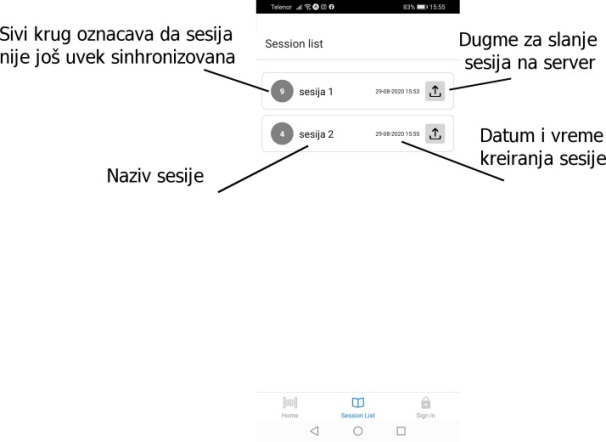 Telenor 83% 15:55
Sivi krug oznacava da sesija
nije još uvek sinhronizovana
Session list
Dugme za slanje
sesija na server
9 sesija 1 29-08-2020 15:53
4 sesija 2 29-08-2020 15:55
Datum i vreme
kreiranja sesije
Naziv sesije
Home Session List Sign In